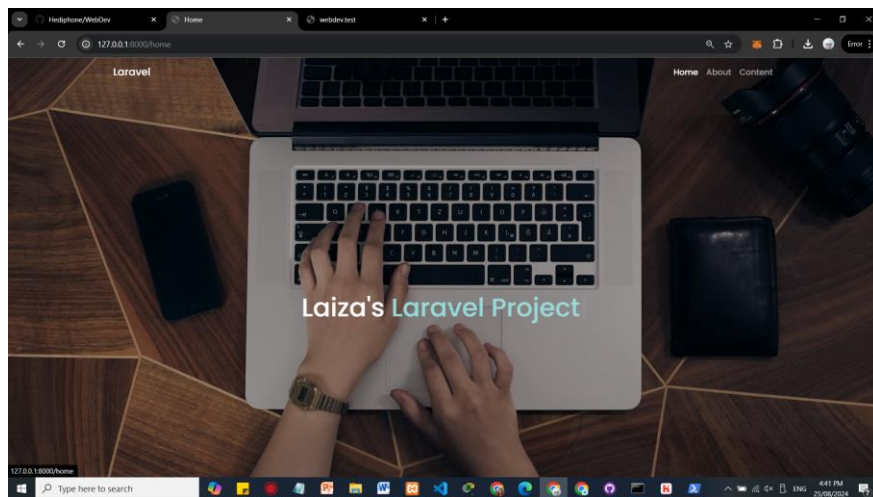 Hediphone/WebDev
Home
webdev.test
127.0.0.1:8000/home
Error
Laravel
Home About Content
Laiza's Laravel Project
127.0.0.1:8000/home
Type here to search
ENG
4:41 PM
25/08/2024